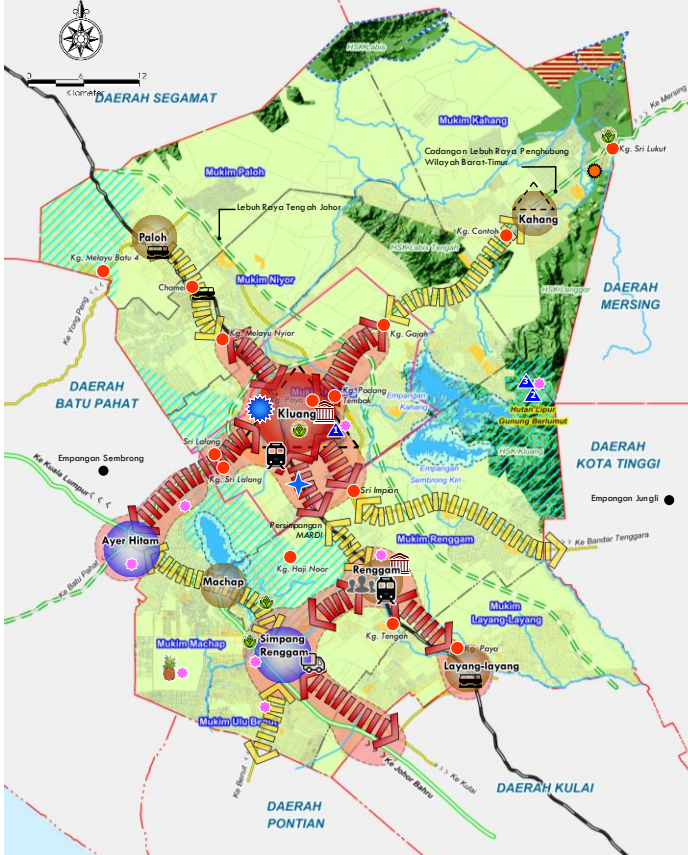 0 6 12
Kilometer
DAERAH SEGAMAT
HSK Labis
Mukim Kahang
Ke Mersing
Kg. Sri Lukut
Cadangan Lebuh Raya Penghubung
Wilayah Barat-Timur
Mukim Paloh
Lebuh Raya Tengah Johor
Kahang
Paloh
Kg. Contoh
HSK Labis Tengah
Kg. Melayu Batu 4
Mukim Niyor
HSK Lenggor
DAERAH
MERSING
Ke Yong Peng
Kg. Melayu Nyior
Kg. Gajah
DAERAH
BATU PAHAT
Kg. Padang
Tembak
Empangan
Kahang
3
2
Hutan Lipur
Gunung Berlumut
Kluang
1
HSK Kluang
DAERAH
KOTA TINGGI
Sri Lalang
Empangan Sembrong
Kg. Sri Lalang
Empangan
Sembrong Kiri
Ke Kuala Lumpur
Sri Impian
Empangan Jungli
Persimpangan
MARDI
Ayer Hitam
Mukim Renggam
Ke Bandar Tenggara
Kg. Haji Noor
Renggam
Ke Batu Pahat
Machap
Mukim
Layang-Layang
Mukim Machap
Simpang
Renggam
Kg. Tengah
Kg. Paya
Layang-layang
Ke Benut
Ke Johor Bahru
Ke Kulai
DAERAH KULAI
DAERAH
PONTIAN